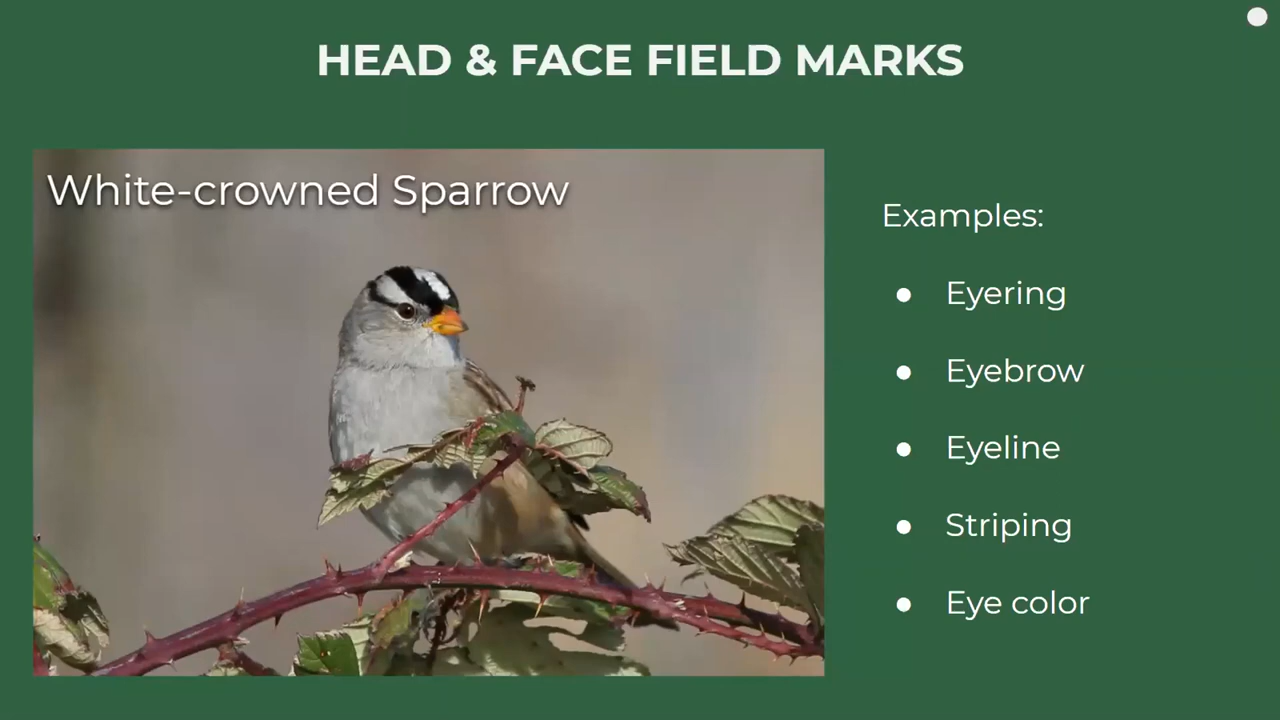 HEAD & FACE FIELD MARKS
White-crowned Sparrow
Examples:
● Eyering
● Eyebrow
● Eyeline
● Striping
● Eye color